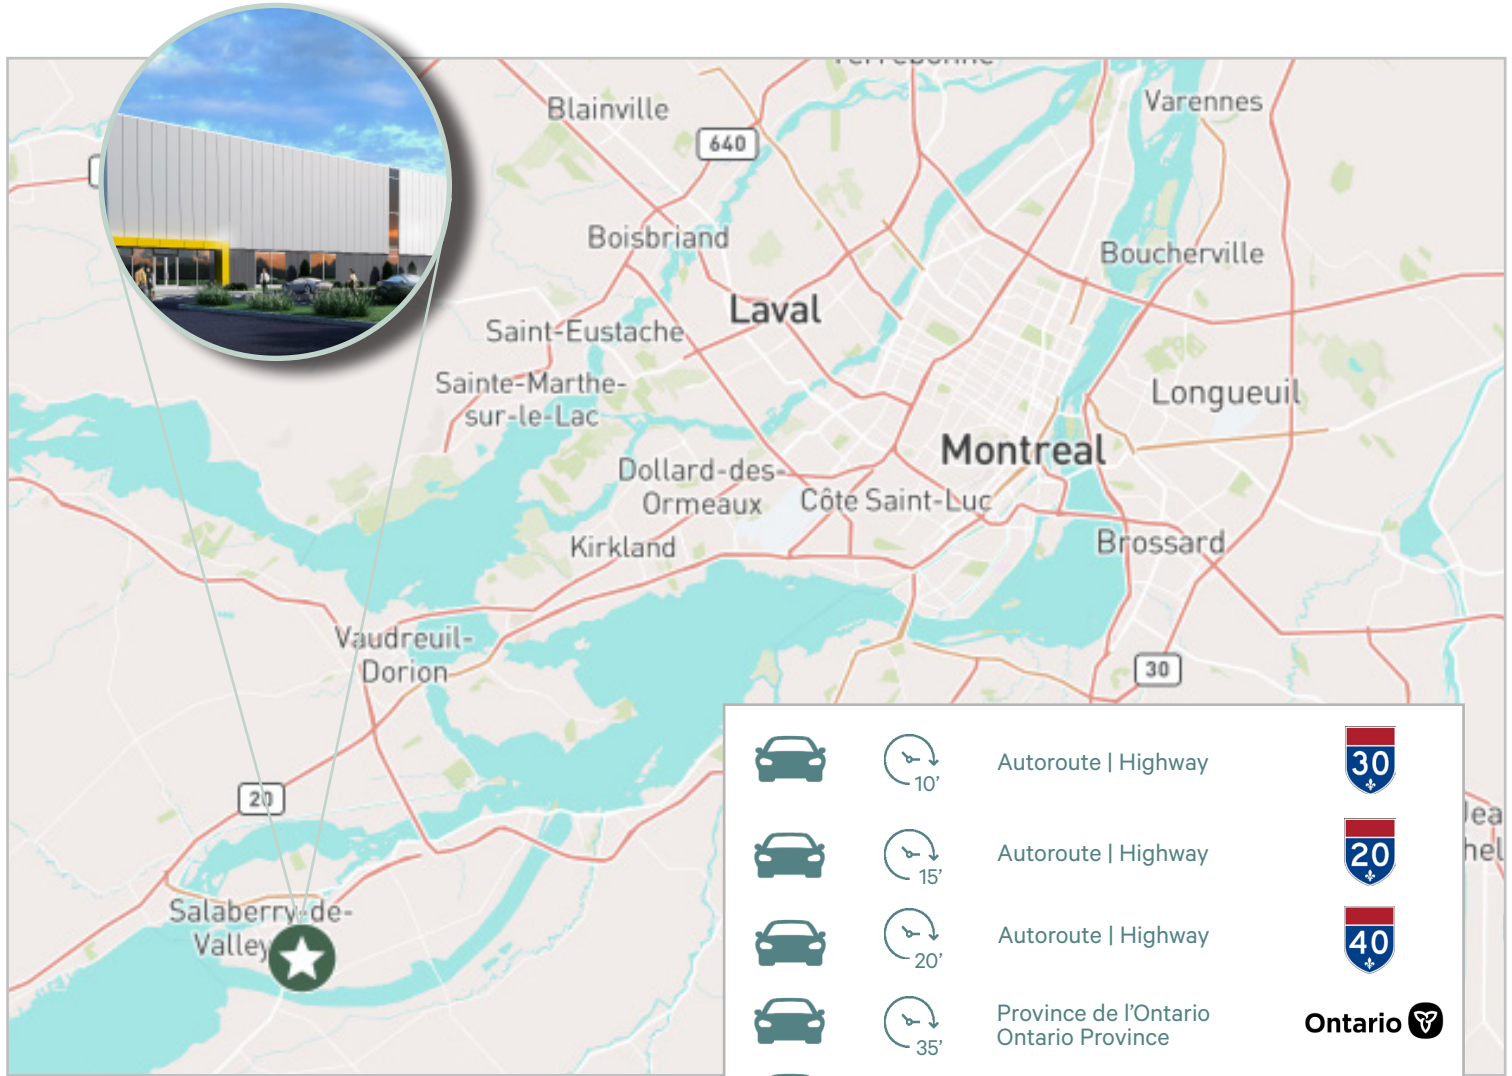 Blainville
Varennes
640
Boisbriand
Boucherville
Laval
Saint-Eustache
Sainte-Marthe-
sur-le-Lac
Longueuil
Montreal
Dollard-des-
Ormeaux
Côte Saint-Luc
Kirkland
Brossard
Vaudreuil-
Dorion
30
20
Salaberry-de-
Valley
10’
Autoroute | Highway
30
15’
Autoroute | Highway
20
20’
Autoroute | Highway
40
35’
Province de l’Ontario
Ontario Province
Ontario